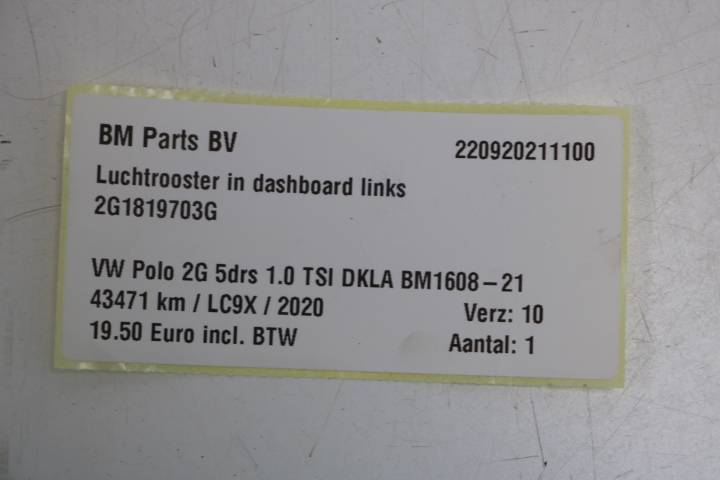 BM Parts BV 220920211100
Luchtrooster in dashboard links
2G1819703G
VW Polo 2G 5drs 1.0 TSI DKLA BM1608-21
43471 km / LC9X / 2020 Verz: 10
19.50 Euro incl. BTW Aantal: 1